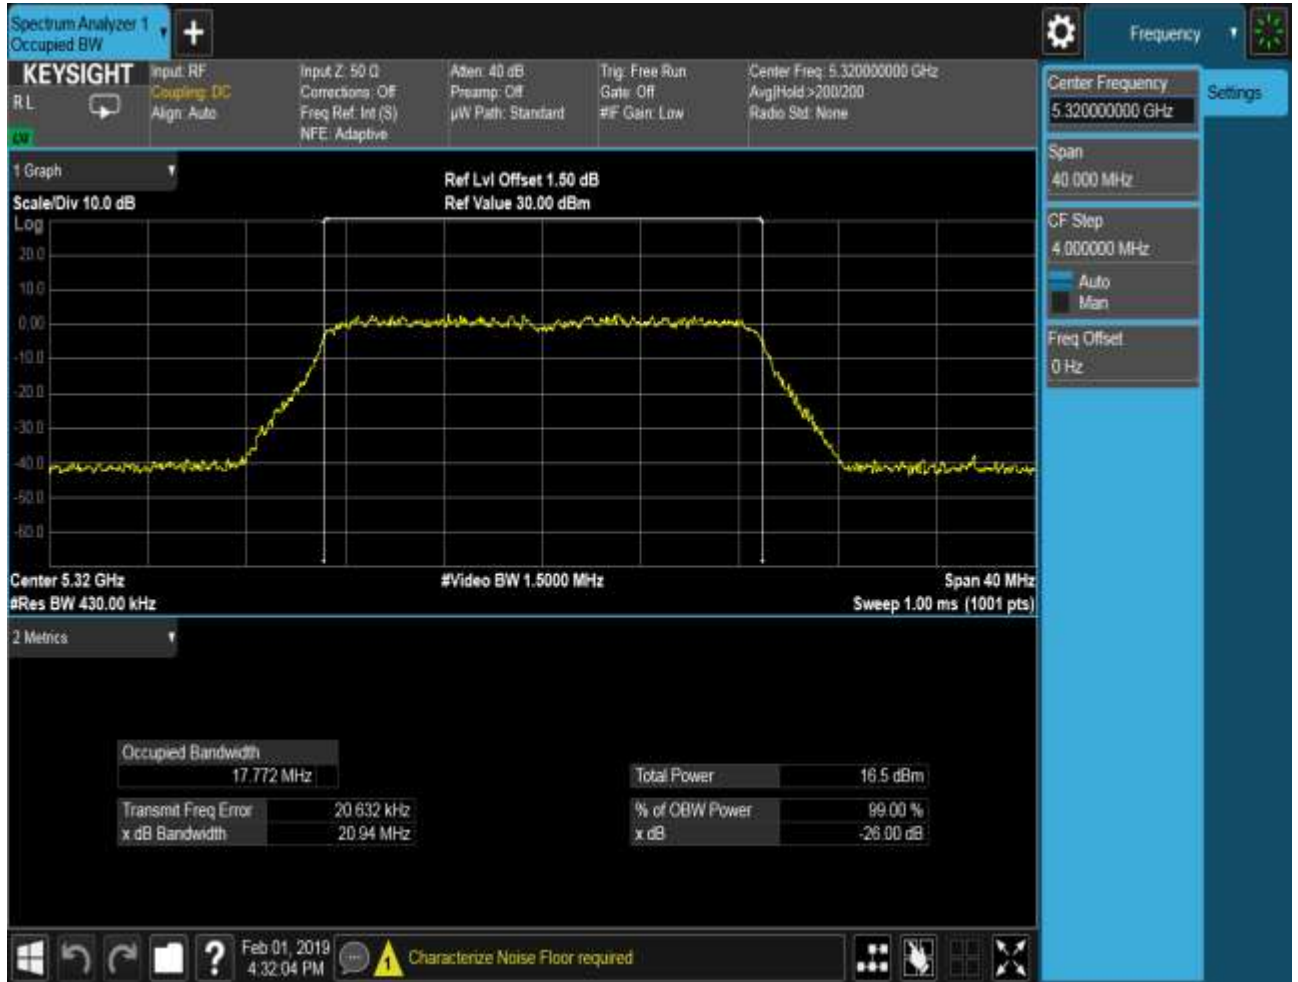 Spectrum Analyzer 1
Occupied BW
Frequency
KEYSIGHT
RL
Input: RF
Coupling: DC
Align: Auto
Input Z: 50 Ω
Corrections: Off
Freq Ref: Int (S)
NFE: Adaptive
Atten: 40 dB
Preamp: Off
µW Path: Standard
Trig: Free Run
Gate: Off
#IF Gain: Low
Center Freq: 5.320000000 GHz
Avg|Hold:>200/200
Radio Std: None
Center Frequency
5.320000000 GHz
Settings
Span
40.000 MHz
CF Step
4.000000 MHz
Auto
Man
Freq Offset
0 Hz
1 Graph
Scale/Div 10.0 dB
Ref Lvl Offset 1.50 dB
Ref Value 30.00 dBm
Log
20.0
10.0
0.00
-10.0
-20.0
-30.0
-40.0
-50.0
-60.0
Center 5.32 GHz
#Video BW 1.5000 MHz
Span 40 MHz
#Res BW 430.00 kHz
Sweep 1.00 ms (1001 pts)
2 Metrics
Occupied Bandwidth
17.772 MHz
Total Power 16.5 dBm
Transmit Freq Error 20.632 kHz
% of OBW Power 99.00 %
x dB Bandwidth 20.94 MHz
x dB -26.00 dB
?
Feb 01, 2019
4:32:04 PM
1
Characterize Noise Floor required